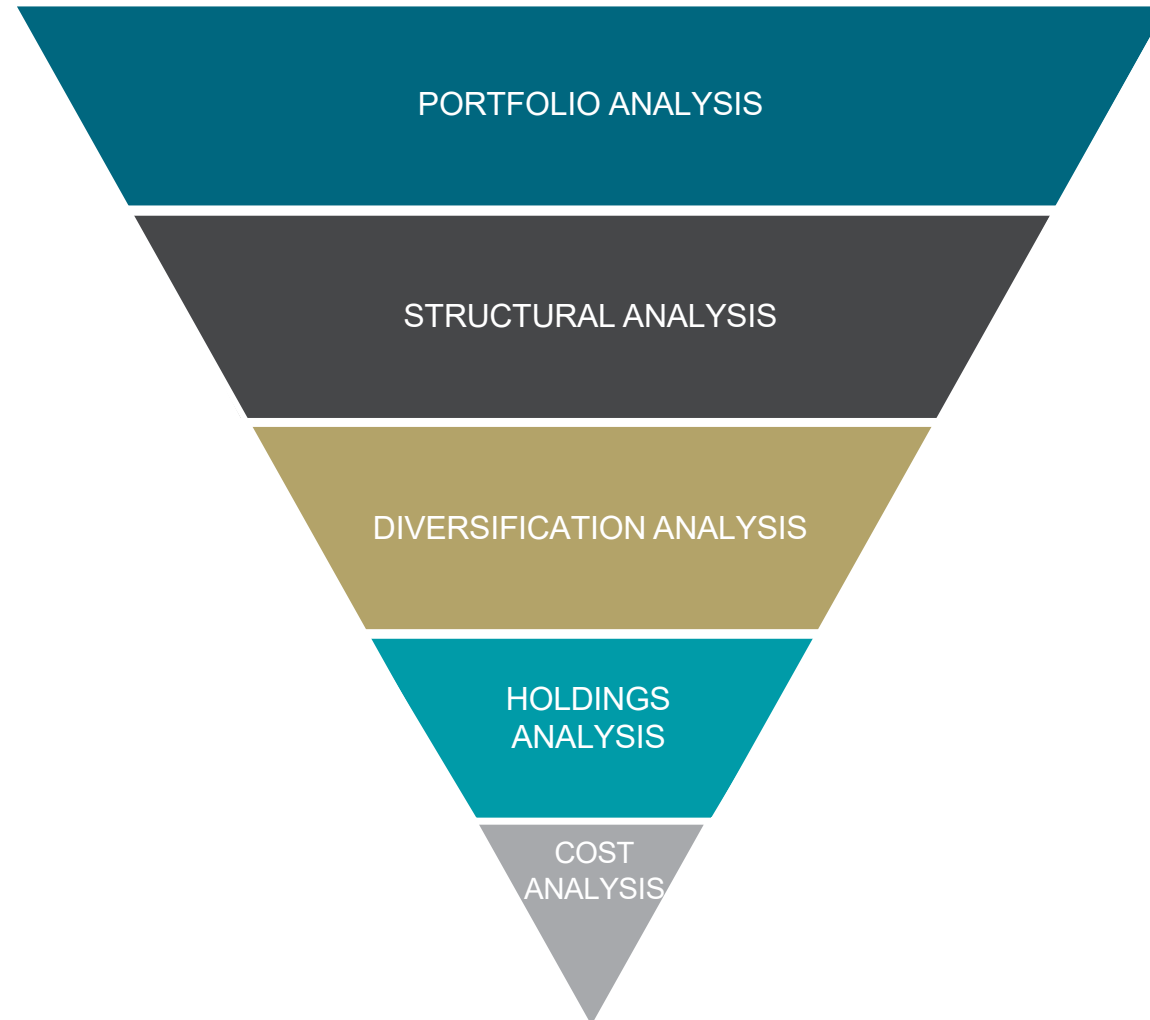 PORTFOLIO ANALYSIS
STRUCTURAL ANALYSIS
DIVERSIFICATION ANALYSIS
HOLDINGS
ANALYSIS
COST
ANALYSIS